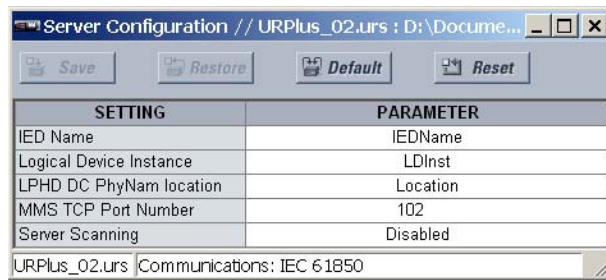 Server Configuration // URPlus_02.urs : D:\Docume...
Save Restore Default Reset
SETTING PARAMETER
IED Name IEDName
Logical Device Instance LDInst
LPHD DC PhyNam location Location
MMS TCP Port Number 102
Server Scanning Disabled
URPlus_02.urs Communications: IEC 61850